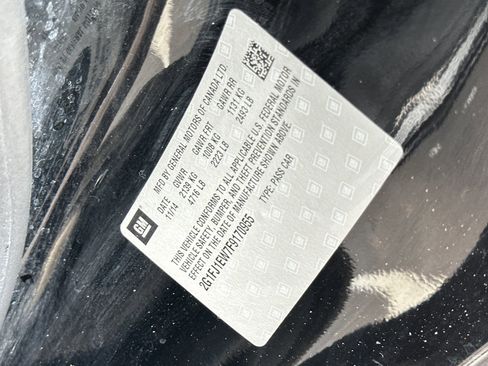 MFD BY GENERAL MOTORS OF CANADA LTD.
DATE GVWR GAWR FRT GAWR RR
11/14 2139 KG 1008 KG 1131 KG
4716 LB 2223 LB 2493 LB
GM
THIS VEHICLE CONFORMS TO ALL APPLICABLE U.S. FEDERAL MOTOR
VEHICLE SAFETY, BUMPER, AND THEFT PREVENTION STANDARDS IN
EFFECT ON THE DATE OF MANUFACTURE SHOWN ABOVE.
2G1FJ1EW7F9170955 TYPE: PASS CAR